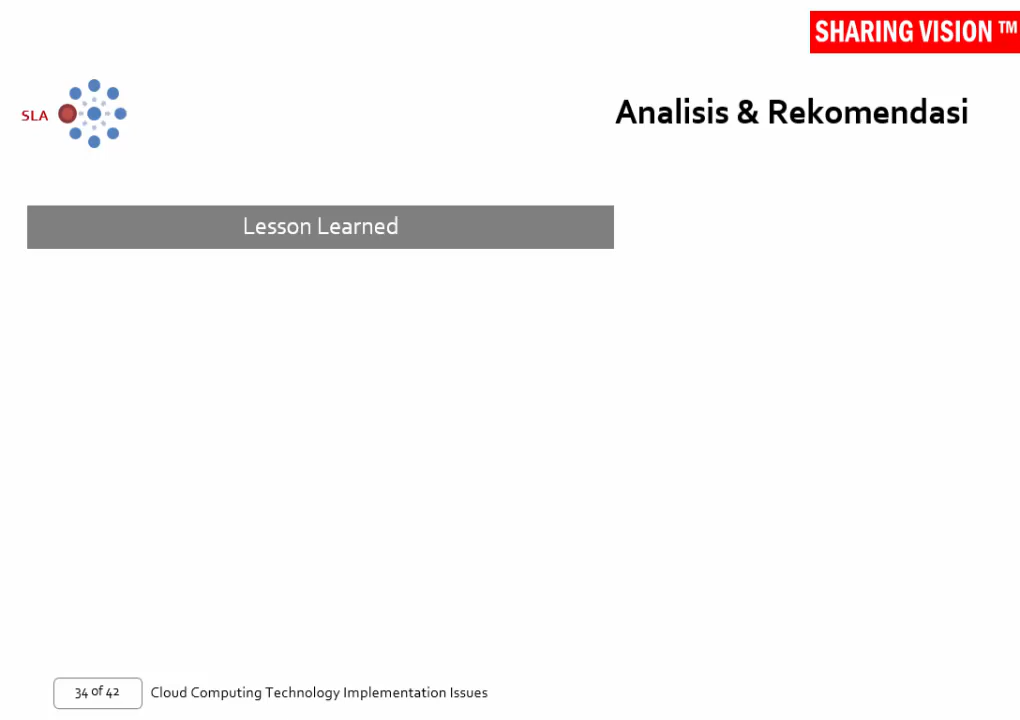 SHARING VISION ™
SLA
Analisis & Rekomendasi
Lesson Learned
34 of 42
Cloud Computing Technology Implementation Issues